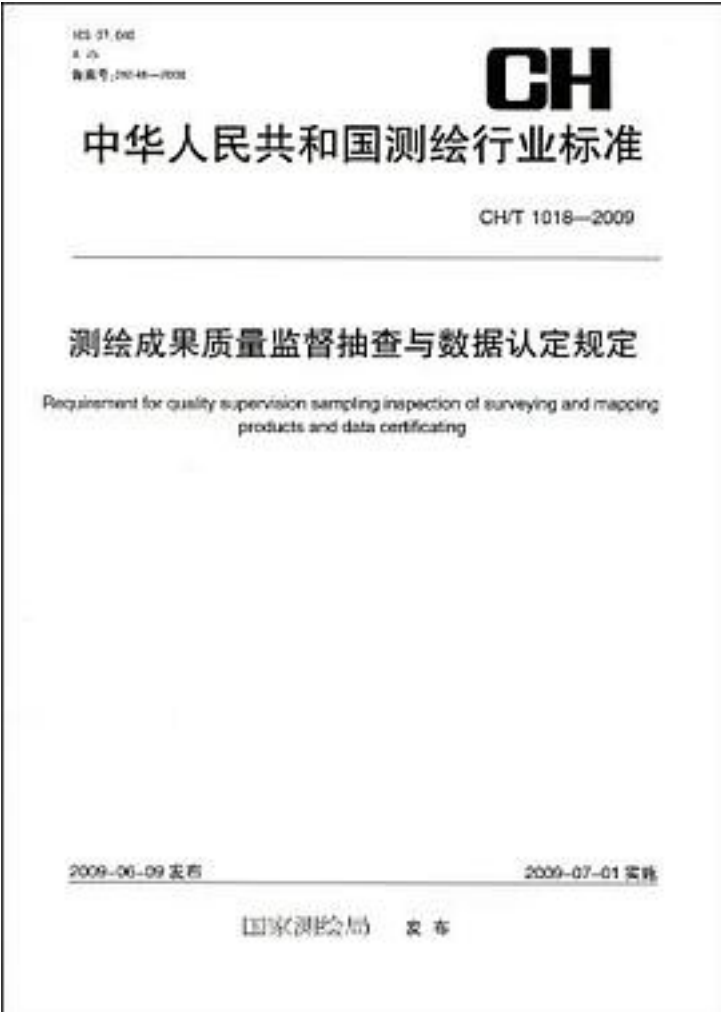 ICS 07.040
备案号:
CH
中华人民共和国测绘行业标准
CH/T 1018—2009
测绘成果质量监督抽查与数据认定规定
Requirement for quality supervision sampling inspection of surveying and mapping
products and data certificating
2009-06-09 发布
2009-07-01 实施
国家测绘局 发布